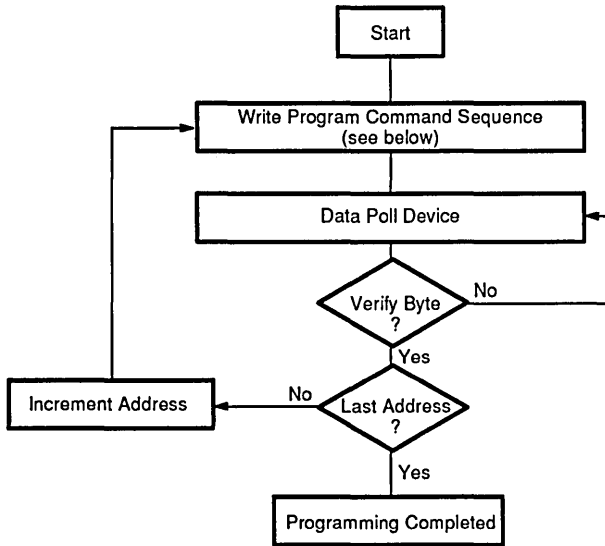 Start
Write Program Command Sequence
(see below)
Data Poll Device
Verify Byte
?
No
Yes
Increment Address
No
Last Address
?
Yes
Programming Completed